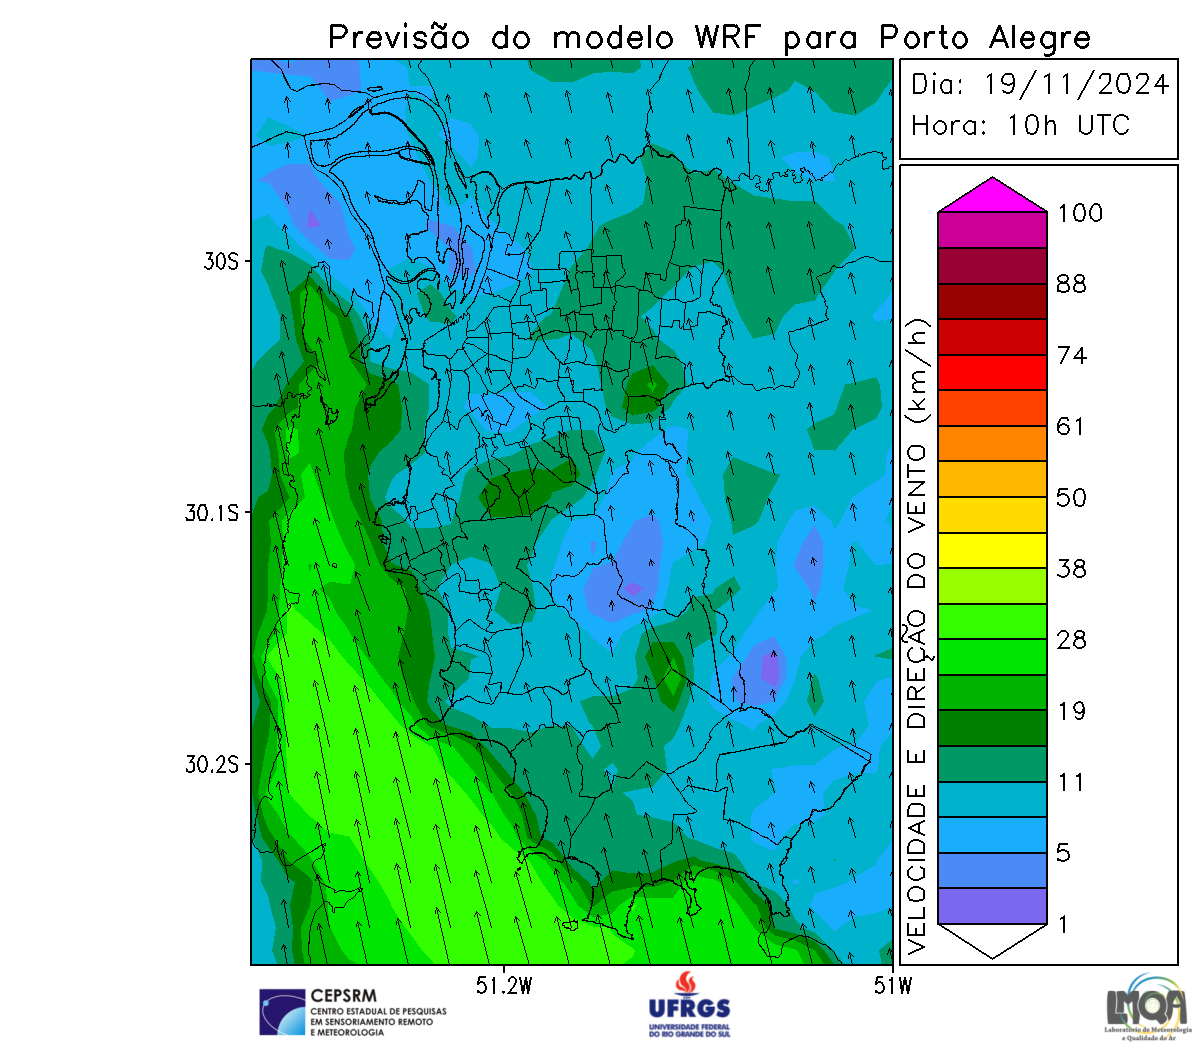 Previsão do modelo WRF para Porto Alegre
Dia: 19/11/2024
Hora: 10h UTC
30S
30.1S
30.2S
51.2W
51W
VELOCIDADE E DIREÇÃO DO VENTO (km/h)
100
88
74
61
50
38
28
19
11
5
1
CEPSRM
CENTRO ESTADUAL DE PESQUISAS
EM SENSORIAMENTO REMOTO
E METEOROLOGIA
UFRGS
UNIVERSIDADE FEDERAL
DO RIO GRANDE DO SUL
LMQA
Laboratório de Meteorologia
e Qualidade do Ar